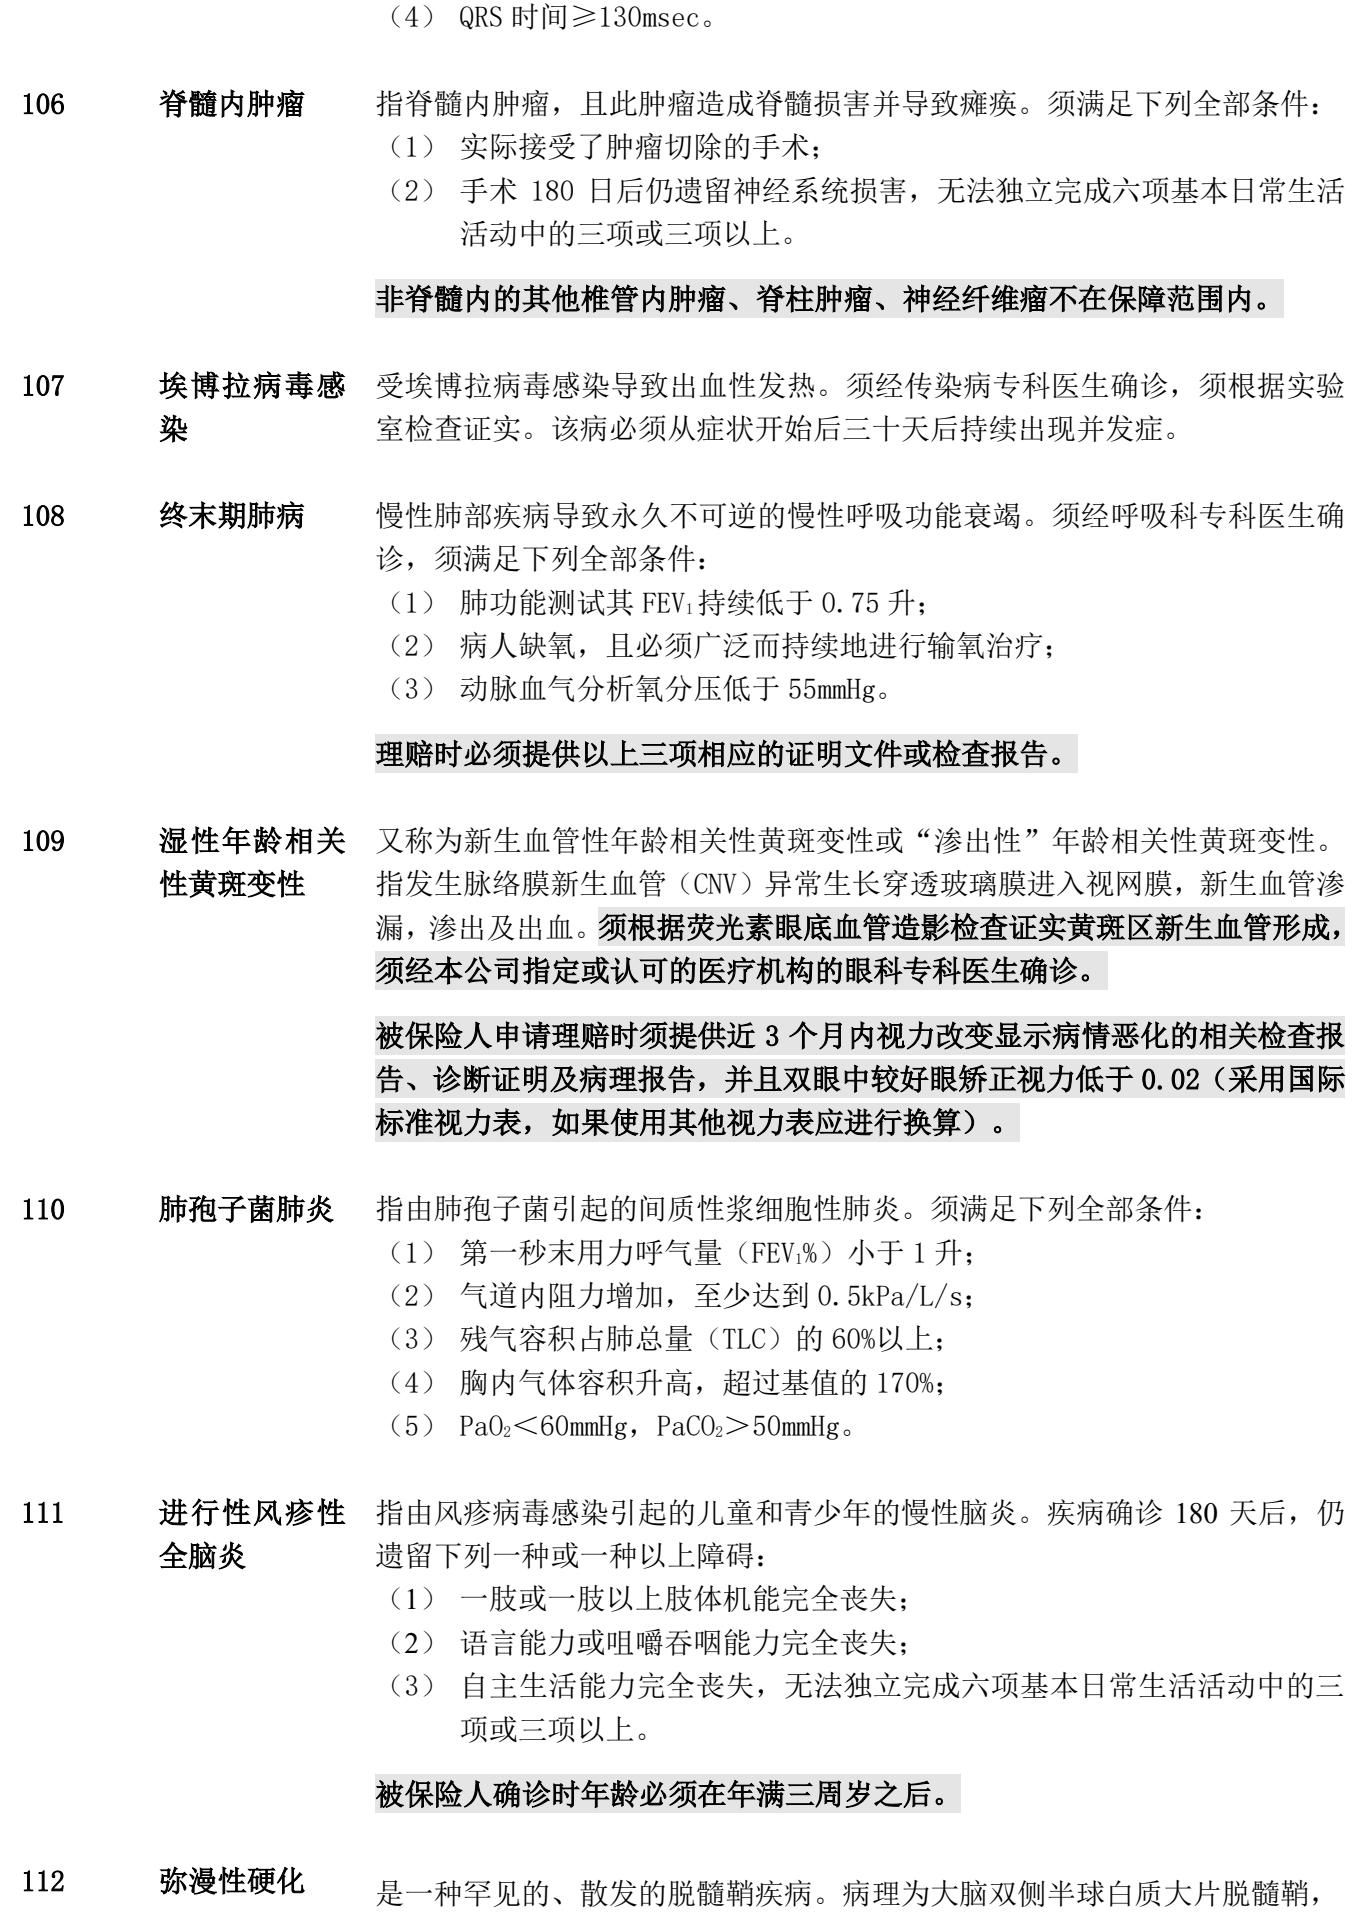 （4） QRS 时间≥130msec。
106 脊髓内肿瘤 指脊髓内肿瘤，且此肿瘤造成脊髓损害并导致瘫痪。须满足下列全部条件：
（1） 实际接受了肿瘤切除的手术；
（2） 手术 180 日后仍遗留神经系统损害，无法独立完成六项基本日常生活
活动中的三项或三项以上。
非脊髓内的其他椎管内肿瘤、脊柱肿瘤、神经纤维瘤不在保障范围内。
107 埃博拉病毒感 受埃博拉病毒感染导致出血性发热。须经传染病专科医生确诊，须根据实验
染 室检查证实。该病必须从症状开始后三十天后持续出现并发症。
108 终末期肺病 慢性肺部疾病导致永久不可逆的慢性呼吸功能衰竭。须经呼吸科专科医生确
诊，须满足下列全部条件：
（1） 肺功能测试其 FEV₁持续低于 0.75 升；
（2） 病人缺氧，且必须广泛而持续地进行输氧治疗；
（3） 动脉血气分析氧分压低于 55mmHg。
理赔时必须提供以上三项相应的证明文件或检查报告。
109 湿性年龄相关 又称为新生血管性年龄相关性黄斑变性或“渗出性”年龄相关性黄斑变性。
性黄斑变性 指发生脉络膜新生血管（CNV）异常生长穿透玻璃膜进入视网膜，新生血管渗
漏，渗出及出血。须根据荧光素眼底血管造影检查证实黄斑区新生血管形成，
须经本公司指定或认可的医疗机构的眼科专科医生确诊。
被保险人申请理赔时须提供近 3 个月内视力改变显示病情恶化的相关检查报
告、诊断证明及病理报告，并且双眼中较好眼矫正视力低于 0.02（采用国际
标准视力表，如果使用其他视力表应进行换算）。
110 肺孢子菌肺炎 指由肺孢子菌引起的间质性浆细胞性肺炎。须满足下列全部条件：
（1） 第一秒末用力呼气量（FEV₁%）小于 1 升；
（2） 气道内阻力增加，至少达到 0.5kPa/L/s；
（3） 残气容积占肺总量（TLC）的 60%以上；
（4） 胸内气体容积升高，超过基值的 170%；
（5） PaO₂＜60mmHg，PaCO₂＞50mmHg。
111 进行性风疹性 指由风疹病毒感染引起的儿童和青少年的慢性脑炎。疾病确诊 180 天后，仍
全脑炎 遗留下列一种或一种以上障碍：
（1） 一肢或一肢以上肢体机能完全丧失；
（2） 语言能力或咀嚼吞咽能力完全丧失；
（3） 自主生活能力完全丧失，无法独立完成六项基本日常生活活动中的三
项或三项以上。
被保险人确诊时年龄必须在年满三周岁之后。
112 弥漫性硬化 是一种罕见的、散发的脱髓鞘疾病。病理为大脑双侧半球白质大片脱髓鞘，